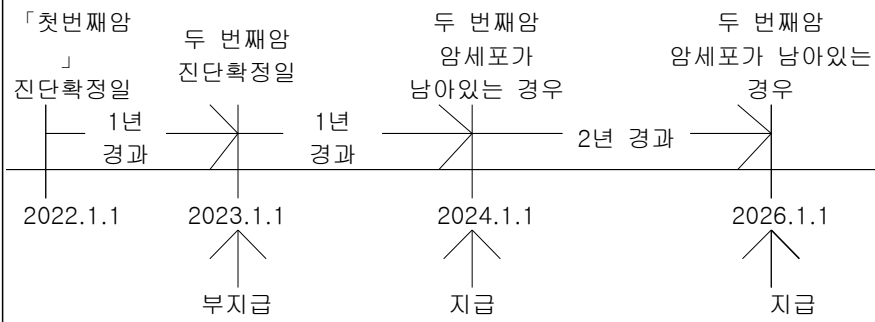 「첫번째암
」
진단확정일
두 번째암
진단확정일
두 번째암
암세포가
남아있는 경우
두 번째암
암세포가 남아있는
경우
1년
경과
1년
경과
2년 경과
2022.1.1
2023.1.1
2024.1.1
2026.1.1
부지급
지급
지급